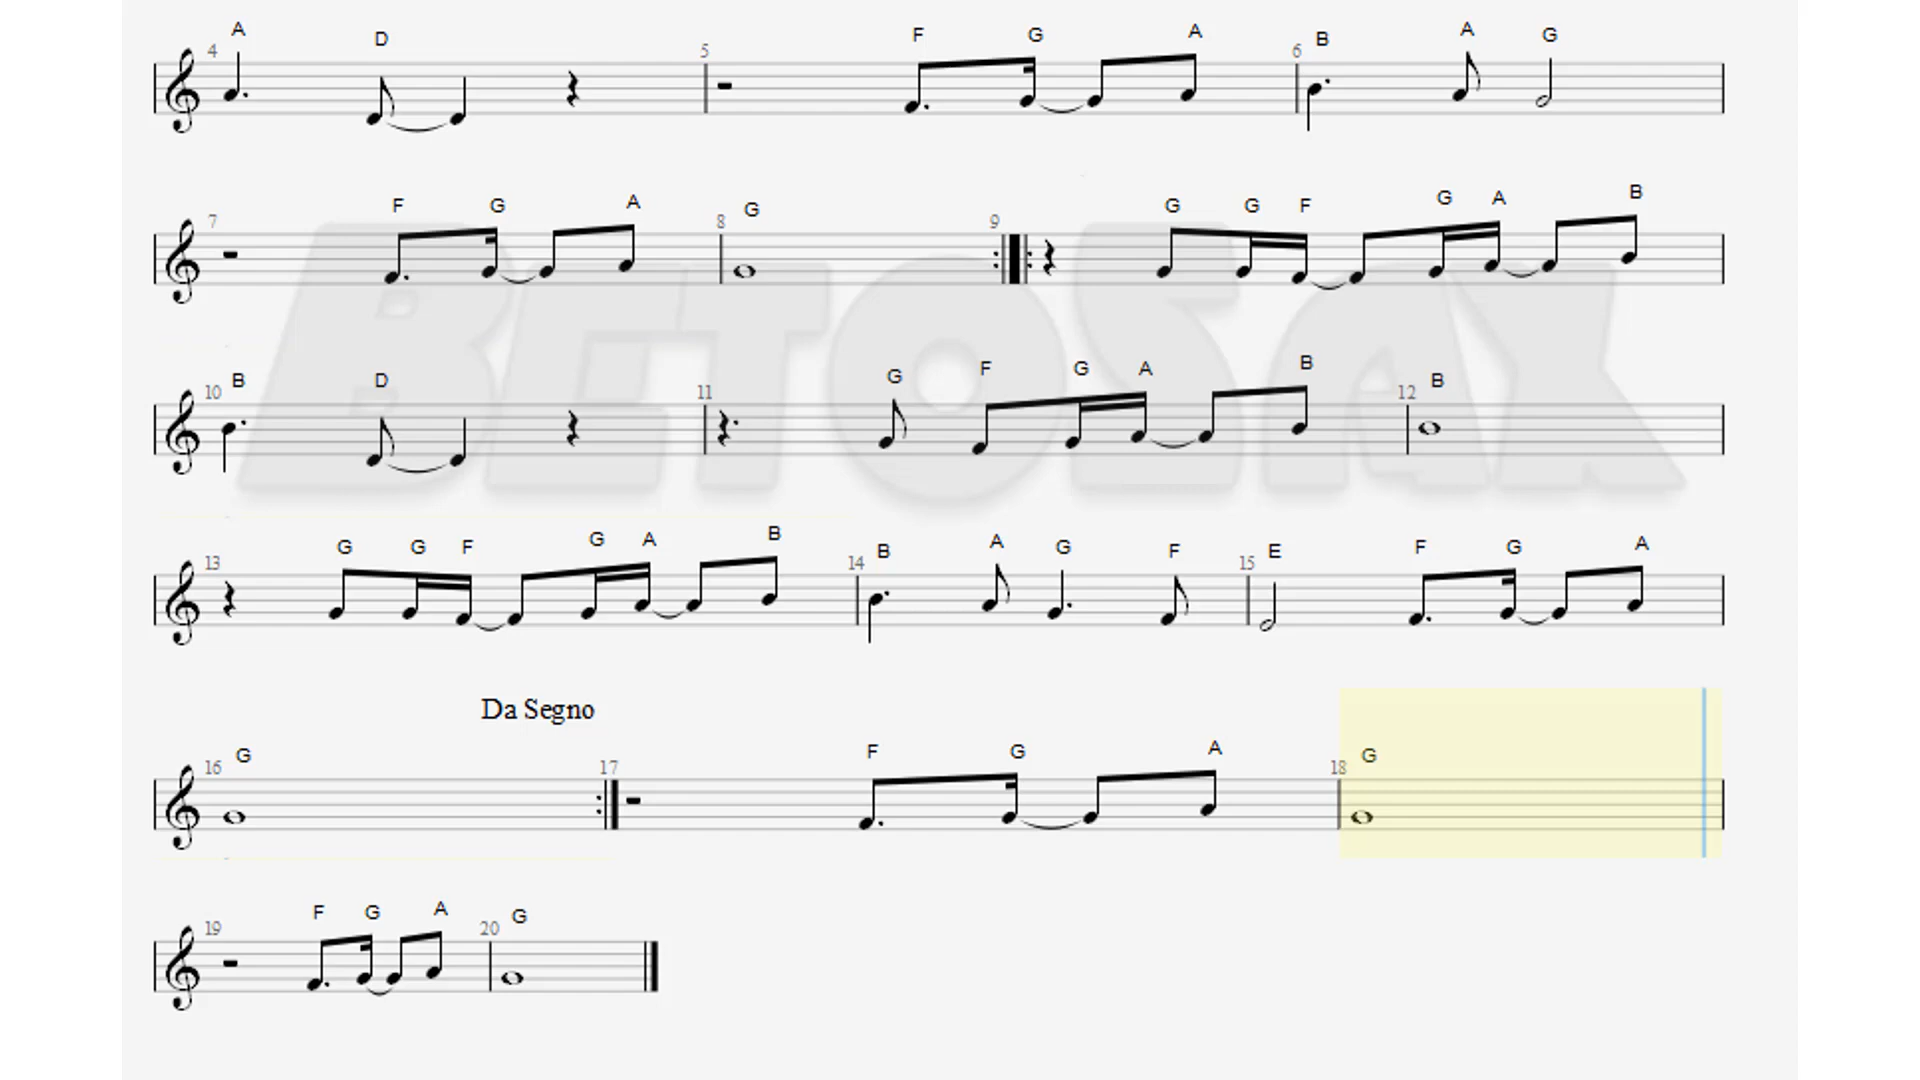 A D F G A B A G
4 5 6
F G A G G G F G A B
7 8 9
BETOSAX
B D G F G A B B
10 11 12
G G F G A B B A G F E F G A
13 14 15
Da Segno
G F G A G
16 17 18
F G A G
19 20